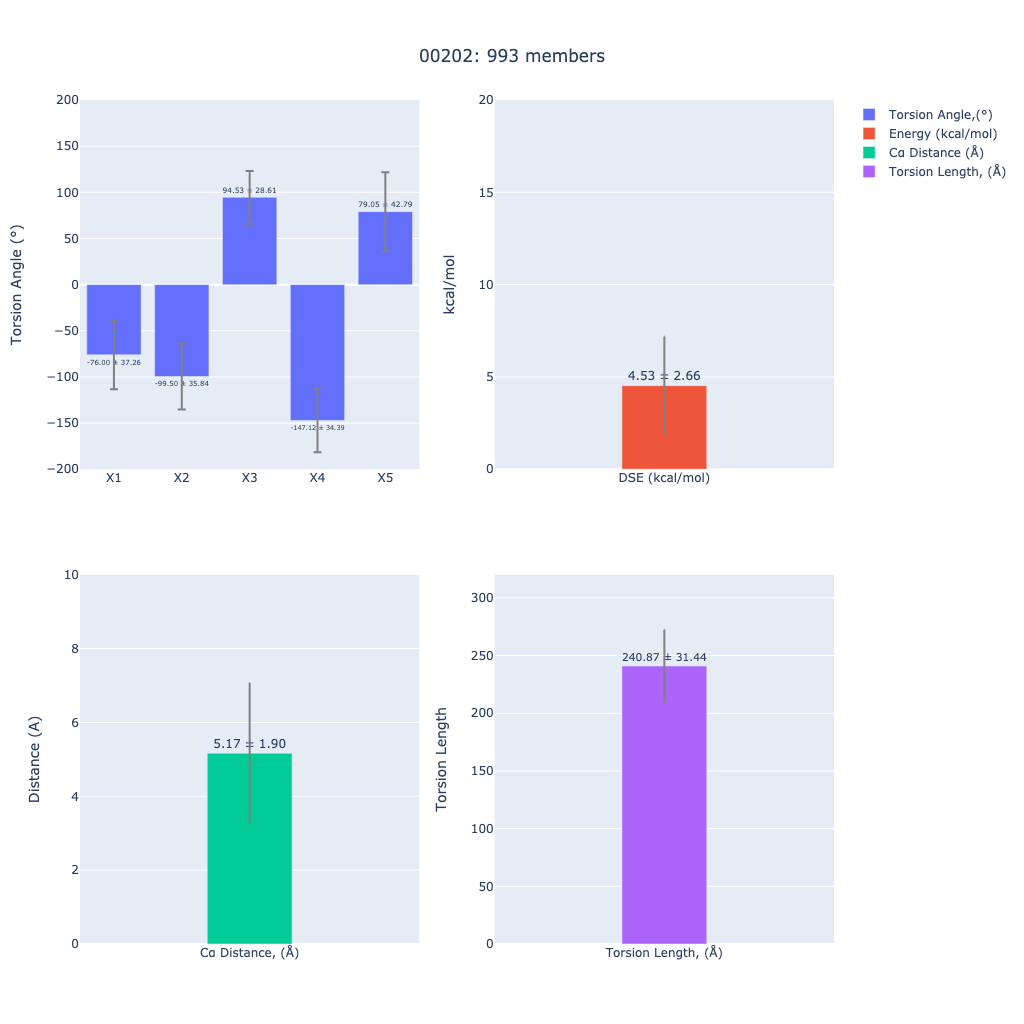 00202: 993 members
Torsion Angle (°)
200
150
100
50
0
−50
−100
−150
−200
-76.00 ± 37.26
-99.50 ± 35.84
94.53 ± 28.61
-147.12 ± 34.39
79.05 ± 42.79
X1 X2 X3 X4 X5
kcal/mol
20
15
10
5
0
4.53 ± 2.66
DSE (kcal/mol)
Torsion Angle,(°)
Energy (kcal/mol)
Cα Distance (Å)
Torsion Length, (Å)
Distance (A)
10
8
6
4
2
0
5.17 ± 1.90
Cα Distance, (Å)
Torsion Length
300
250
200
150
100
50
0
240.87 ± 31.44
Torsion Length, (Å)